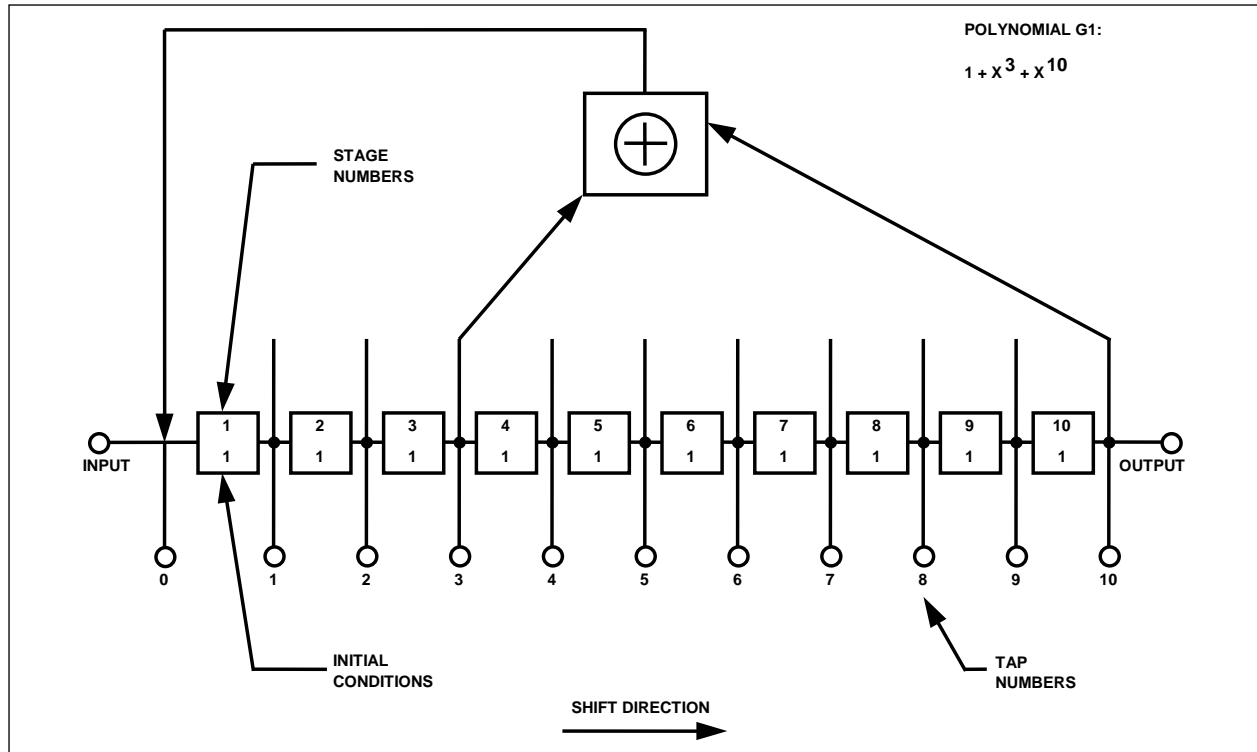 POLYNOMIAL G1:
1 + X 3 + X 10
STAGE
NUMBERS
1 2 3 4 5 6 7 8 9 10
INPUT 1 1 1 1 1 1 1 1 1 1 OUTPUT
0 1 2 3 4 5 6 7 8 9 10
INITIAL
CONDITIONS
TAP
NUMBERS
SHIFT DIRECTION